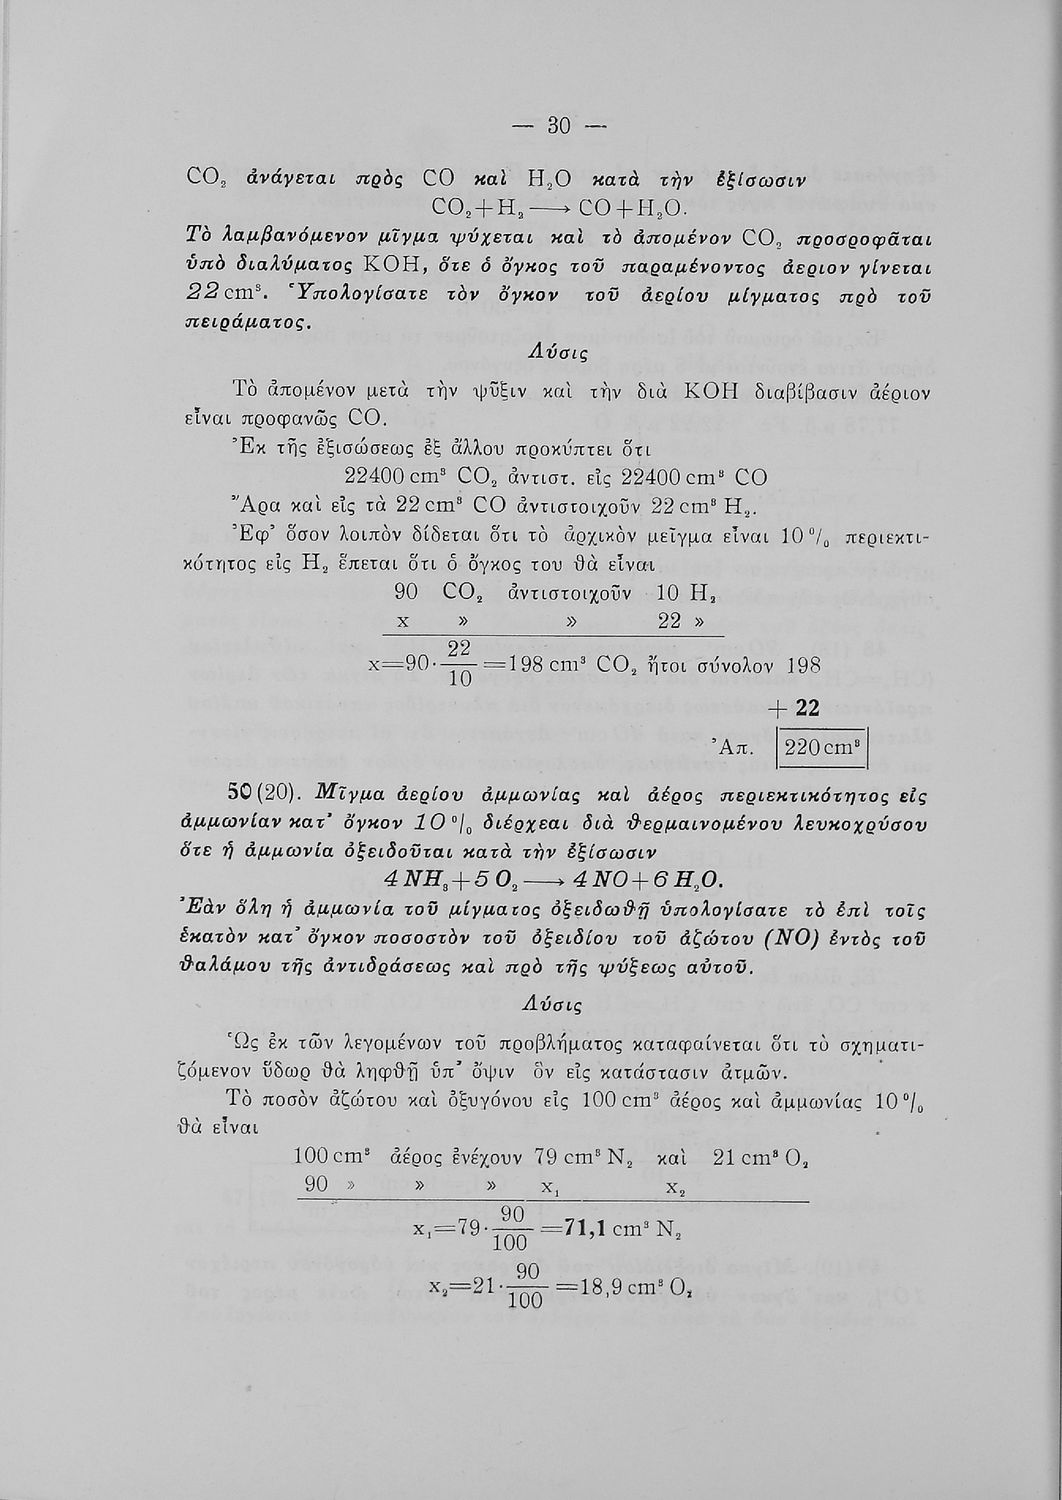 — 30 —
CO₂ ἀνάγεται πρὸς CO καὶ H₂O κατὰ τὴν ἐξίσωσιν
CO₂+H₂⟶CO+H₂O.
Τὸ λαμβανόμενον μῖγμα ψύχεται καὶ τὸ ἀπομένον CO₂ προσροφᾶται
ὑπὸ διαλύματος KOH, ὅτε ὁ ὄγκος τοῦ παραμένοντος ἀεριον γίνεται
22 cm³. Ὑπολογίσατε τὸν ὄγκον τοῦ ἀερίου μίγματος πρὸ τοῦ
πειράματος.
Λύσις
Τὸ ἀπομένον μετὰ τὴν ψῦξιν καὶ τὴν διὰ KOH διαβίβασιν ἀέριον
εἶναι προφανῶς CO.
Ἐκ τῆς ἐξισώσεως ἐξ ἄλλου προκύπτει ὅτι
22400 cm³ CO₂ ἀντιστ. εἰς 22400 cm³ CO
Ἄρα καὶ εἰς τὰ 22 cm³ CO ἀντιστοιχοῦν 22 cm³ H₂.
Ἐφ' ὅσον λοιπὸν δίδεται ὅτι τὸ ἀρχικὸν μεῖγμα εἶναι 10 % περιεκτι-
κότητος εἰς H₂ ἕπεται ὅτι ὁ ὄγκος του θὰ εἶναι
90 CO₂ ἀντιστοιχοῦν 10 H₂
x » » 22 »
x=90·22/10=198 cm³ CO₂ ἤτοι σύνολον 198
+ 22
Ἀπ. 220 cm³
50 (20). Μῖγμα ἀερίου ἀμμωνίας καὶ ἀέρος περιεκτικότητος εἰς
ἀμμωνίαν κατ' ὄγκον 10 % διέρχεαι διὰ θερμαινομένου λευκοχρύσου
ὅτε ἡ ἀμμωνία ὀξειδοῦται κατὰ τὴν ἐξίσωσιν
4 NH₃+5 O₂⟶4 NO+6 H₂O.
Ἐὰν ὅλη ἡ ἀμμωνία τοῦ μίγματος ὀξειδωθῇ ὑπολογίσατε τὸ ἐπὶ τοῖς
ἑκατὸν κατ' ὄγκον ποσοστὸν τοῦ ὀξειδίου τοῦ ἀζώτου (NO) ἐντὸς τοῦ
θαλάμου τῆς ἀντιδράσεως καὶ πρὸ τῆς ψύξεως αὐτοῦ.
Λύσις
Ὡς ἐκ τῶν λεγομένων τοῦ προβλήματος καταφαίνεται ὅτι τὸ σχηματι-
ζόμενον ὕδωρ θὰ ληφθῇ ὑπ' ὄψιν ὂν εἰς κατάστασιν ἀτμῶν.
Τὸ ποσὸν ἀζώτου καὶ ὀξυγόνου εἰς 100 cm³ ἀέρος καὶ ἀμμωνίας 10 %
θὰ εἶναι
100 cm³ ἀέρος ἐνέχουν 79 cm³ N₂ καὶ 21 cm³ O₂
90 » » » x₁ x₂
x₁=79·90/100=71,1 cm³ N₂
x₂=21·90/100=18,9 cm³ O₂